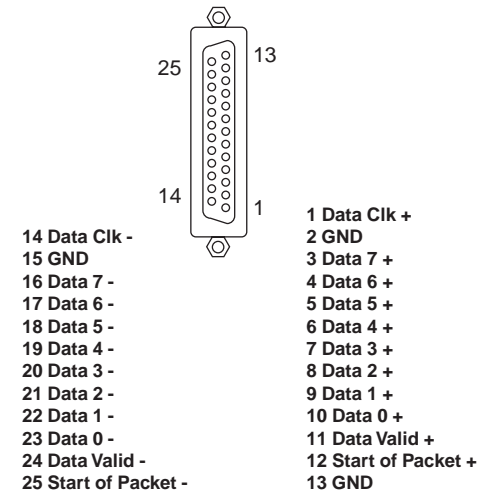 25
13
14
1
14 Data Clk -
15 GND
16 Data 7 -
17 Data 6 -
18 Data 5 -
19 Data 4 -
20 Data 3 -
21 Data 2 -
22 Data 1 -
23 Data 0 -
24 Data Valid -
25 Start of Packet -
1 Data Clk +
2 GND
3 Data 7 +
4 Data 6 +
5 Data 5 +
6 Data 4 +
7 Data 3 +
8 Data 2 +
9 Data 1 +
10 Data 0 +
11 Data Valid +
12 Start of Packet +
13 GND